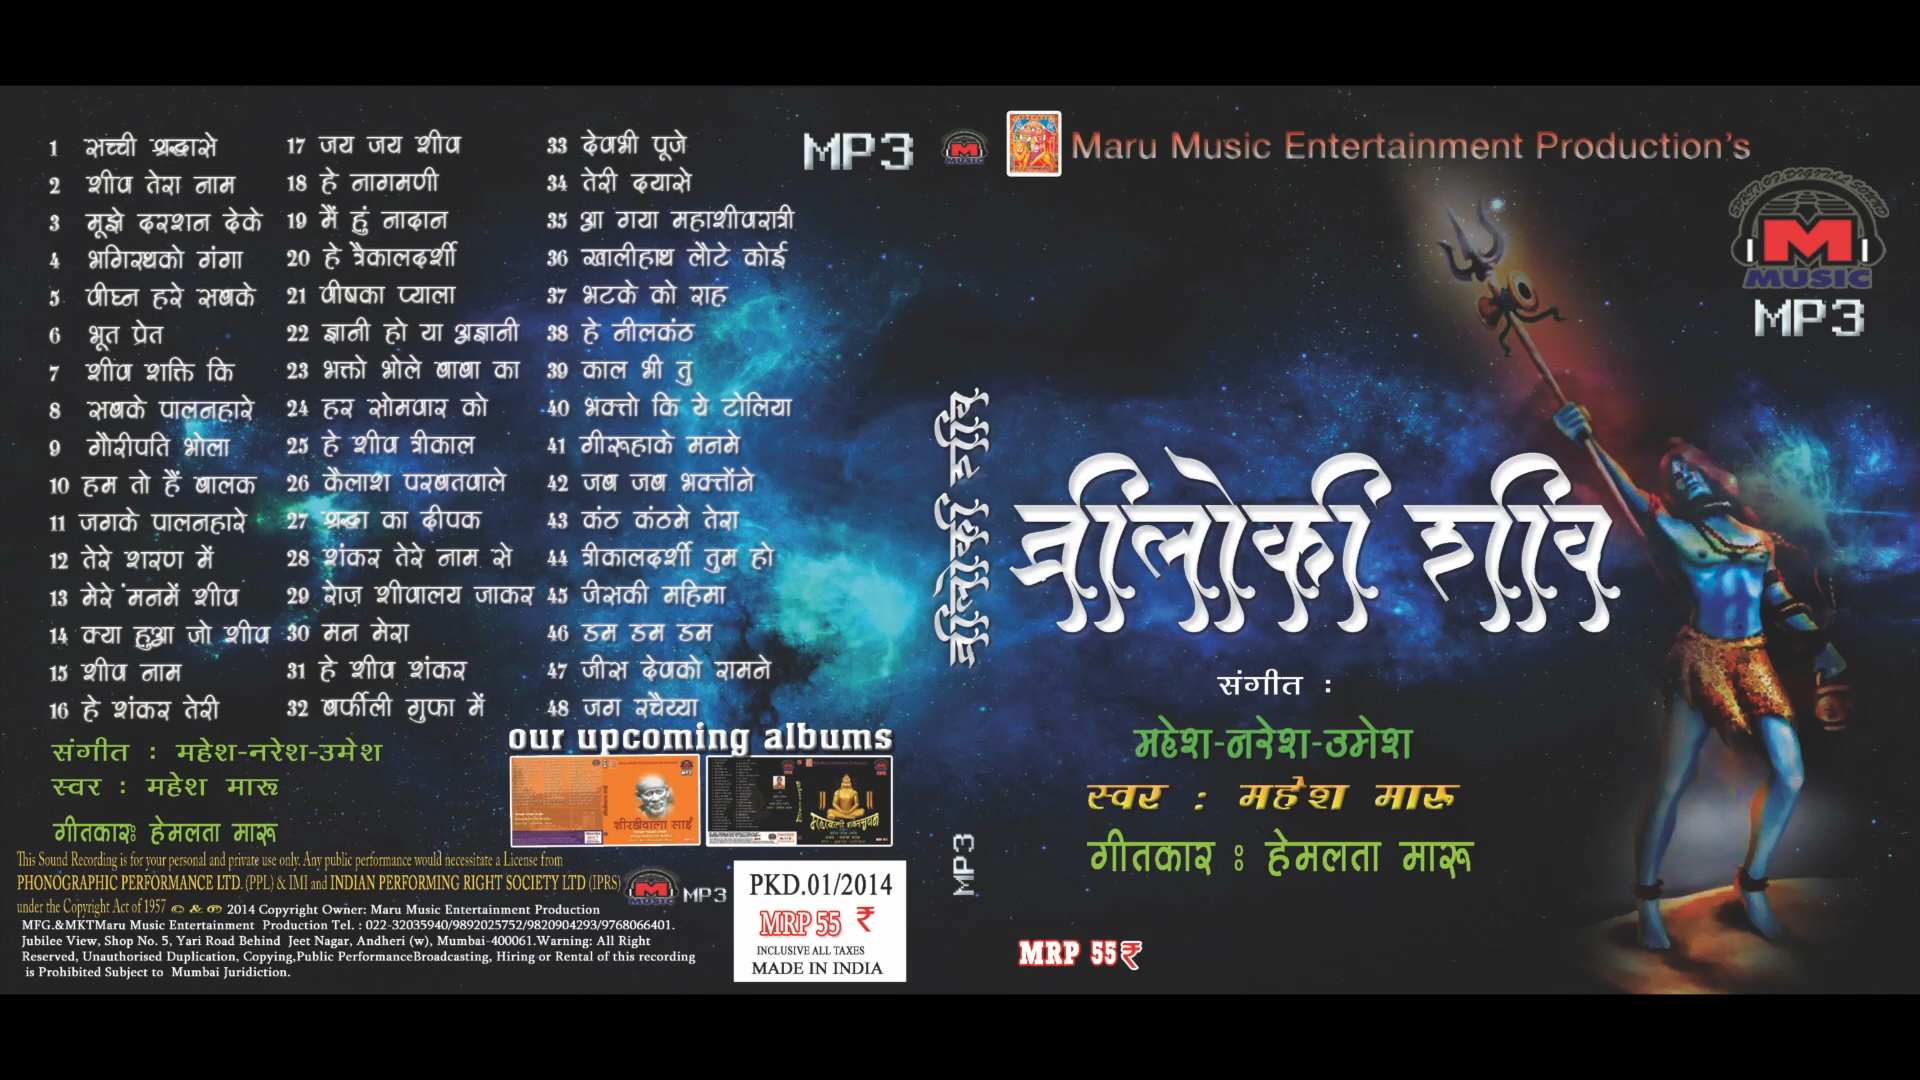 1 सच्ची श्रद्धासे
2 शीव तेरा नाम
3 मूझे दरशन देके
4 भगिरथको गंगा
5 वीघ्न हरे सबके
6 भूत प्रेत
7 शीव शक्ति कि
8 सबके पालनहारे
9 गौरीपति भोला
10 हम तो हैं बालक
11 जगके पालनहारे
12 तेरे शरण में
13 मेरे मनमें शीव
14 क्या हुआ जो शीव
15 शीव नाम
16 हे शंकर तेरी
17 जय जय शीव
18 हे नागमणी
19 मैं हुं नादान
20 हे त्रैकालदर्शी
21 वीषका प्याला
22 ज्ञानी हो या अज्ञानी
23 भक्तो भोले बाबा का
24 हर सोमवार को
25 हे शीव त्रीकाल
26 कैलाश परबतवाले
27 श्रद्धा का दीपक
28 शंकर तेरे नाम से
29 रोज़ शीवालय जाकर
30 मन मेरा
31 हे शीव शंकर
32 बर्फीली गुफा में
33 देवभी पूजे
34 तेरी दयासे
35 आ गया महाशीवरात्री
36 खालीहाथ लौटे कोई
37 भटके को राह
38 हे नीलकंठ
39 काल भी तु
40 भक्तो कि ये टोलिया
41 गीरूहाके मनमे
42 जब जब भक्तोंने
43 कंठ कंठमे तेरा
44 त्रीकालदर्शी तुम हो
45 जीसकी महिमा
46 डम डम डम
47 जीस देवको रामने
48 जग रचैय्या
संगीत : महेश-नरेश-उमेश
स्वर : महेश मारू
गीतकारः हेमलता मारू
our upcoming albums
शीरडीवाला साईं
This Sound Recording is for your personal and private use only. Any public performance would necessitate a License from
PHONOGRAPHIC PERFORMANCE LTD. (PPL) & IMI and INDIAN PERFORMING RIGHT SOCIETY LTD (IPRS)
under the Copyright Act of 1957 © & ℗ 2014 Copyright Owner: Maru Music Entertainment Production
MFG.&MKTMaru Music Entertainment Production Tel. : 022-32035940/9892025752/9820904293/9768066401.
Jubilee View, Shop No. 5, Yari Road Behind Jeet Nagar, Andheri (w), Mumbai-400061.Warning: All Right
Reserved, Unauthorised Duplication, Copying,Public PerformanceBroadcasting, Hiring or Rental of this recording
is Prohibited Subject to Mumbai Juridiction.
M MUSIC MP3
PKD.01/2014
MRP 55 ₹
INCLUSIVE ALL TAXES
MADE IN INDIA
त्रीलोकी शीव
MP3
MP3 M MUSIC Maru Music Entertainment Production's
SPIRIT OF DIGITAL SOUND
M
MUSIC
MP3
त्रीलोकी शीव
संगीत :
महेश-नरेश-उमेश
स्वर : महेश मारू
गीतकार : हेमलता मारू
MRP 55₹